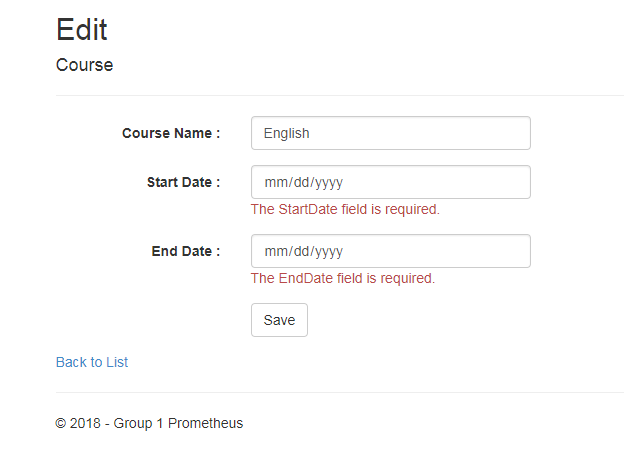 Edit
Course
Course Name : English
Start Date : mm/dd/yyyy
The StartDate field is required.
End Date : mm/dd/yyyy
The EndDate field is required.
Save
Back to List
© 2018 - Group 1 Prometheus